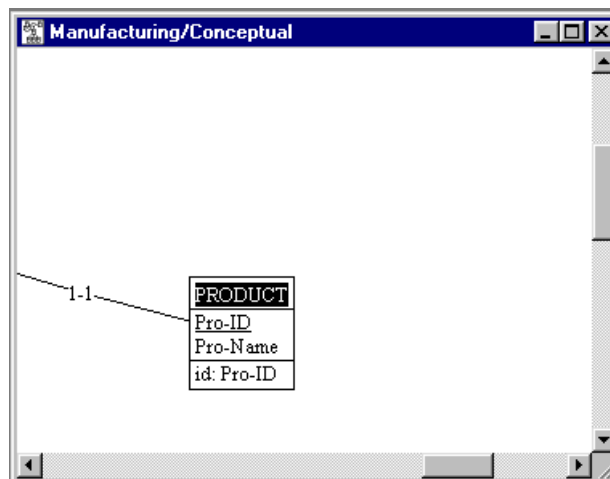 Manufacturing/Conceptual
1-1
PRODUCT
Pro-ID
Pro-Name
id: Pro-ID